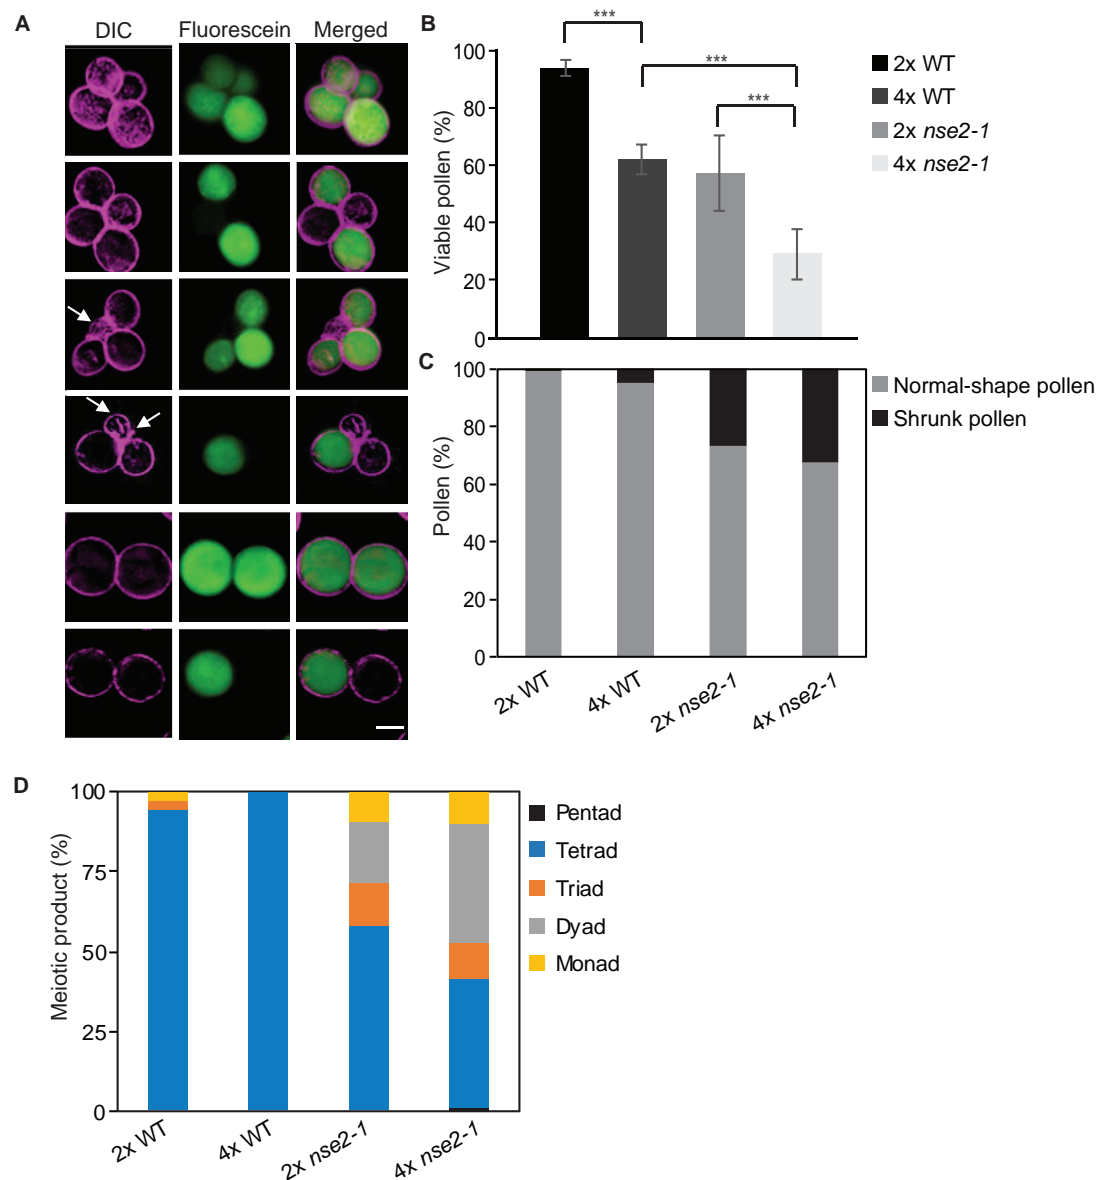 A
DIC
Fluorescein
Merged
B
***
***
***
100
80
60
40
20
0
Viable pollen (%)
2x WT
4x WT
2x nse2-1
4x nse2-1
C
100
80
60
40
20
0
Pollen (%)
Normal-shape pollen
Shrunk pollen
2x WT
4x WT
2x nse2-1
4x nse2-1
D
100
75
50
25
0
Meiotic product (%)
Pentad
Tetrad
Triad
Dyad
Monad
2x WT
4x WT
2x nse2-1
4x nse2-1